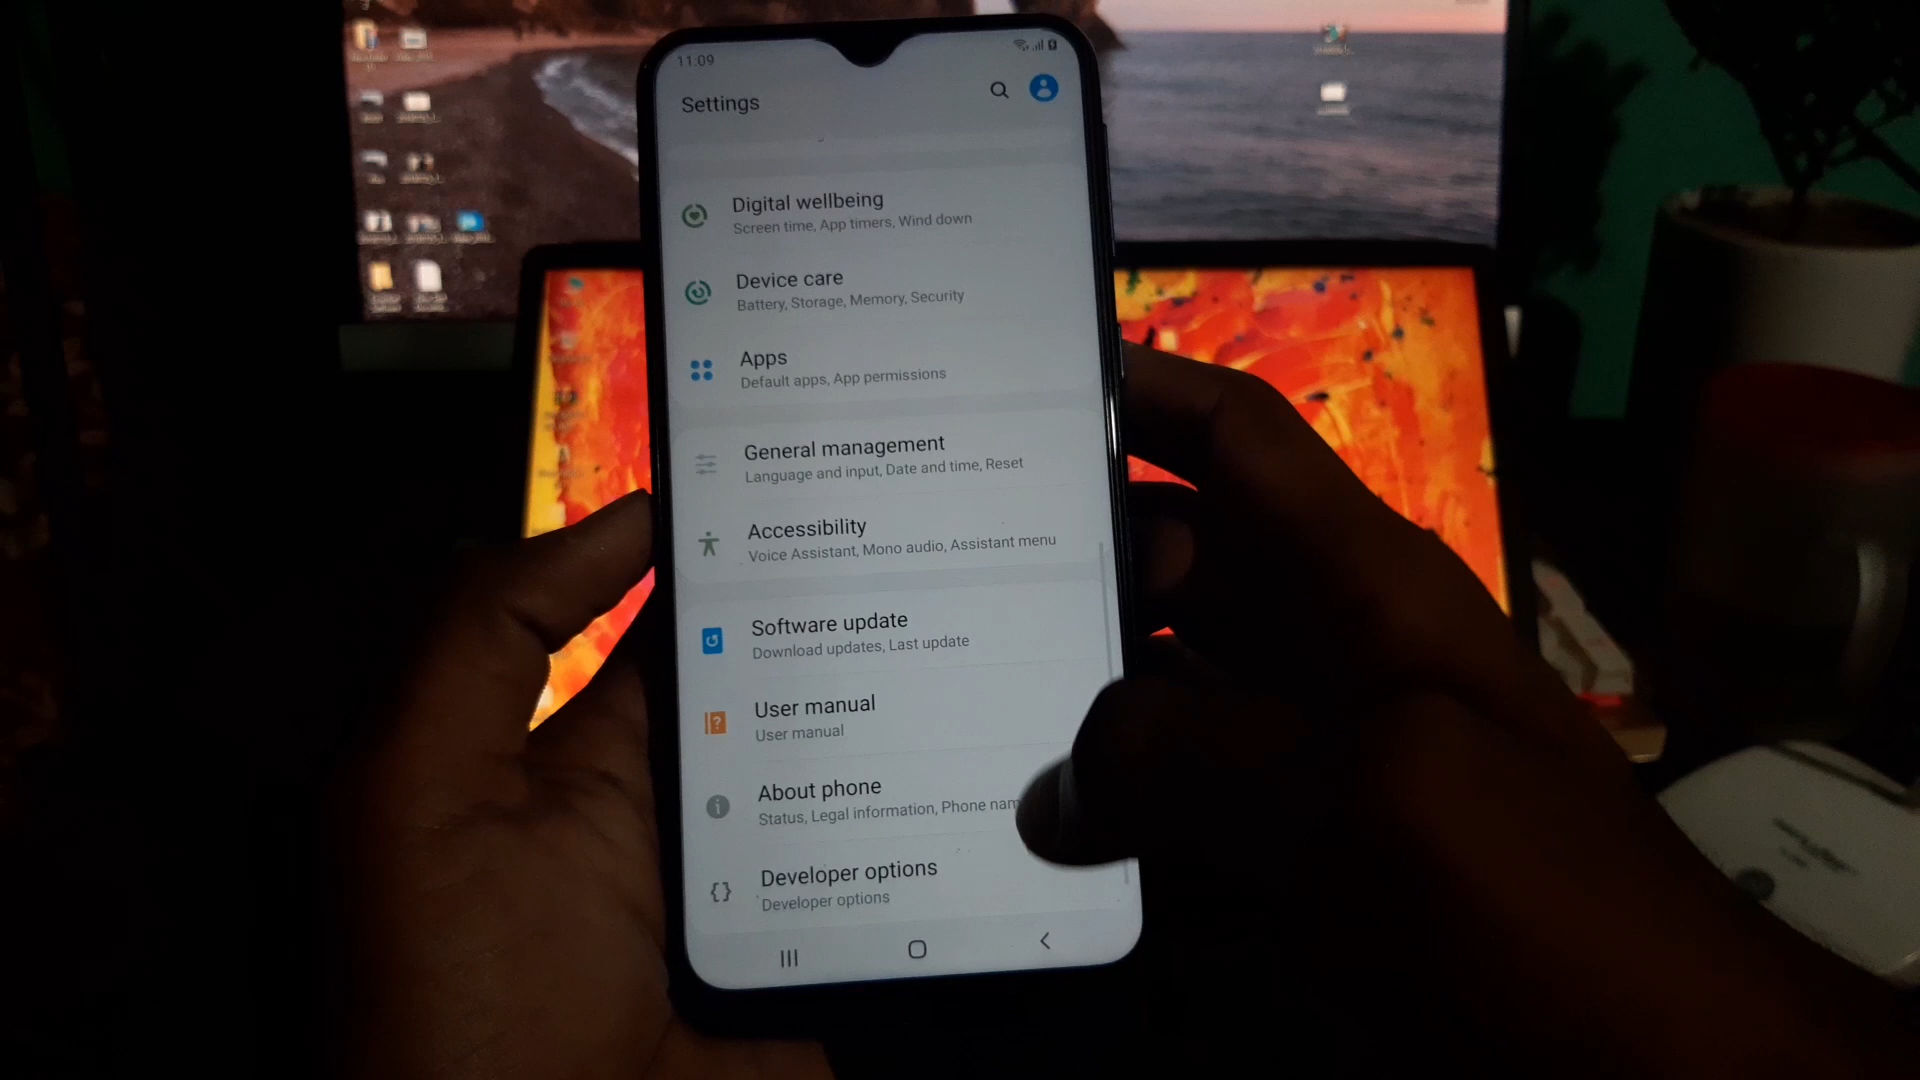 11:09
Settings
Digital wellbeing
Screen time, App timers, Wind down
Device care
Battery, Storage, Memory, Security
Apps
Default apps, App permissions
General management
Language and input, Date and time, Reset
Accessibility
Voice Assistant, Mono audio, Assistant menu
Software update
Download updates, Last update
User manual
User manual
About phone
Status, Legal information, Phone nam
Developer options
Developer options